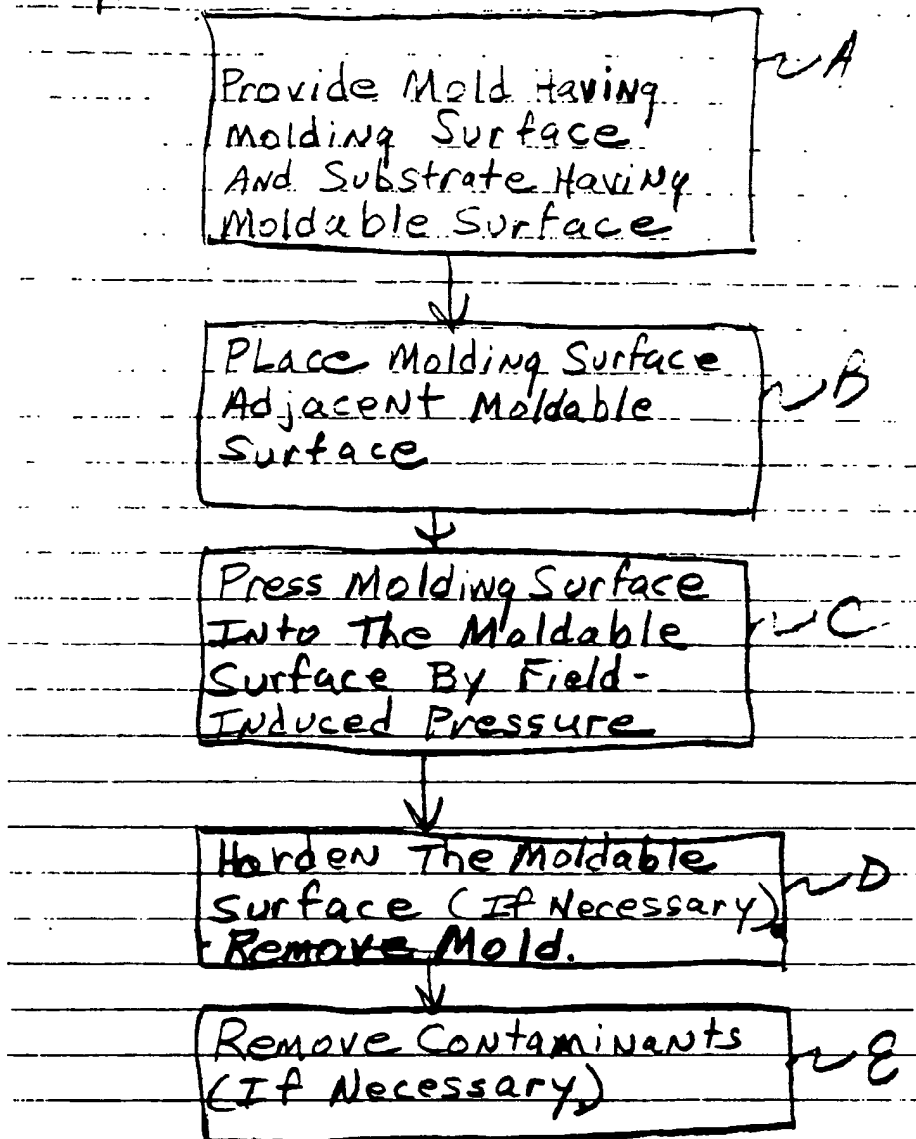 Provide Mold Having
Molding Surface
And Substrate Having
Moldable Surface
A
Place Molding Surface
Adjacent Moldable
Surface
B
Press Molding Surface
Into The Moldable
Surface By Field-
Induced Pressure
C
Harden The Moldable
Surface (If Necessary).
Remove Mold.
D
Remove Contaminants
(If Necessary)
E